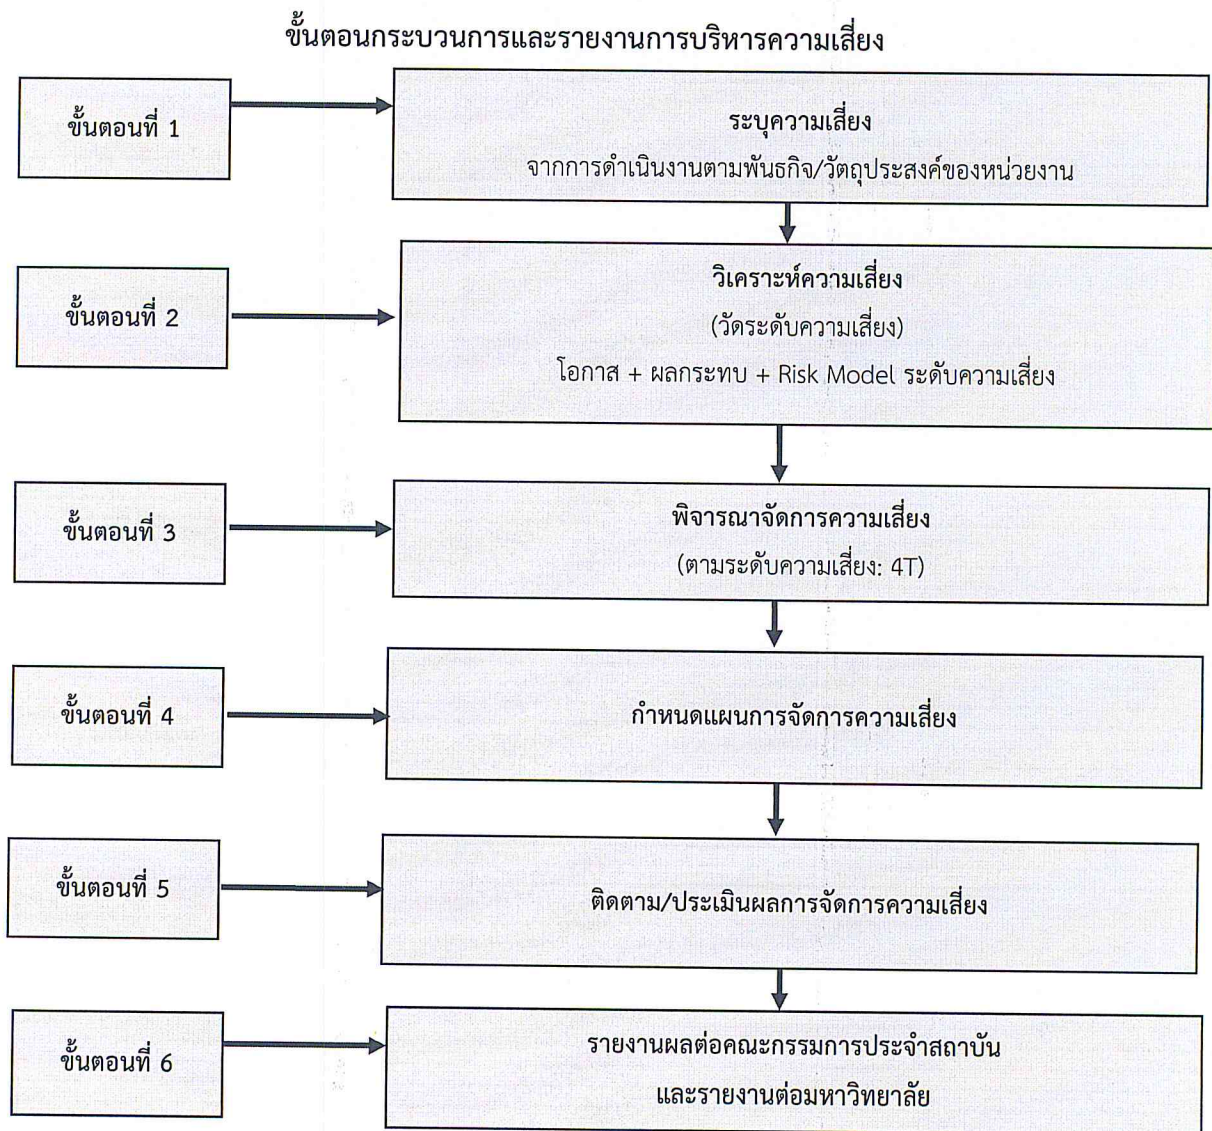 ขั้นตอนกระบวนการและรายงานการบริหารความเสี่ยง
ขั้นตอนที่ 1
ระบุความเสี่ยง
จากการดำเนินงานตามพันธกิจ/วัตถุประสงค์ของหน่วยงาน
ขั้นตอนที่ 2
วิเคราะห์ความเสี่ยง
(วัดระดับความเสี่ยง)
โอกาส + ผลกระทบ + Risk Model ระดับความเสี่ยง
ขั้นตอนที่ 3
พิจารณาจัดการความเสี่ยง
(ตามระดับความเสี่ยง: 4T)
ขั้นตอนที่ 4
กำหนดแผนการจัดการความเสี่ยง
ขั้นตอนที่ 5
ติดตาม/ประเมินผลการจัดการความเสี่ยง
ขั้นตอนที่ 6
รายงานผลต่อคณะกรรมการประจำสถาบัน
และรายงานต่อมหาวิทยาลัย